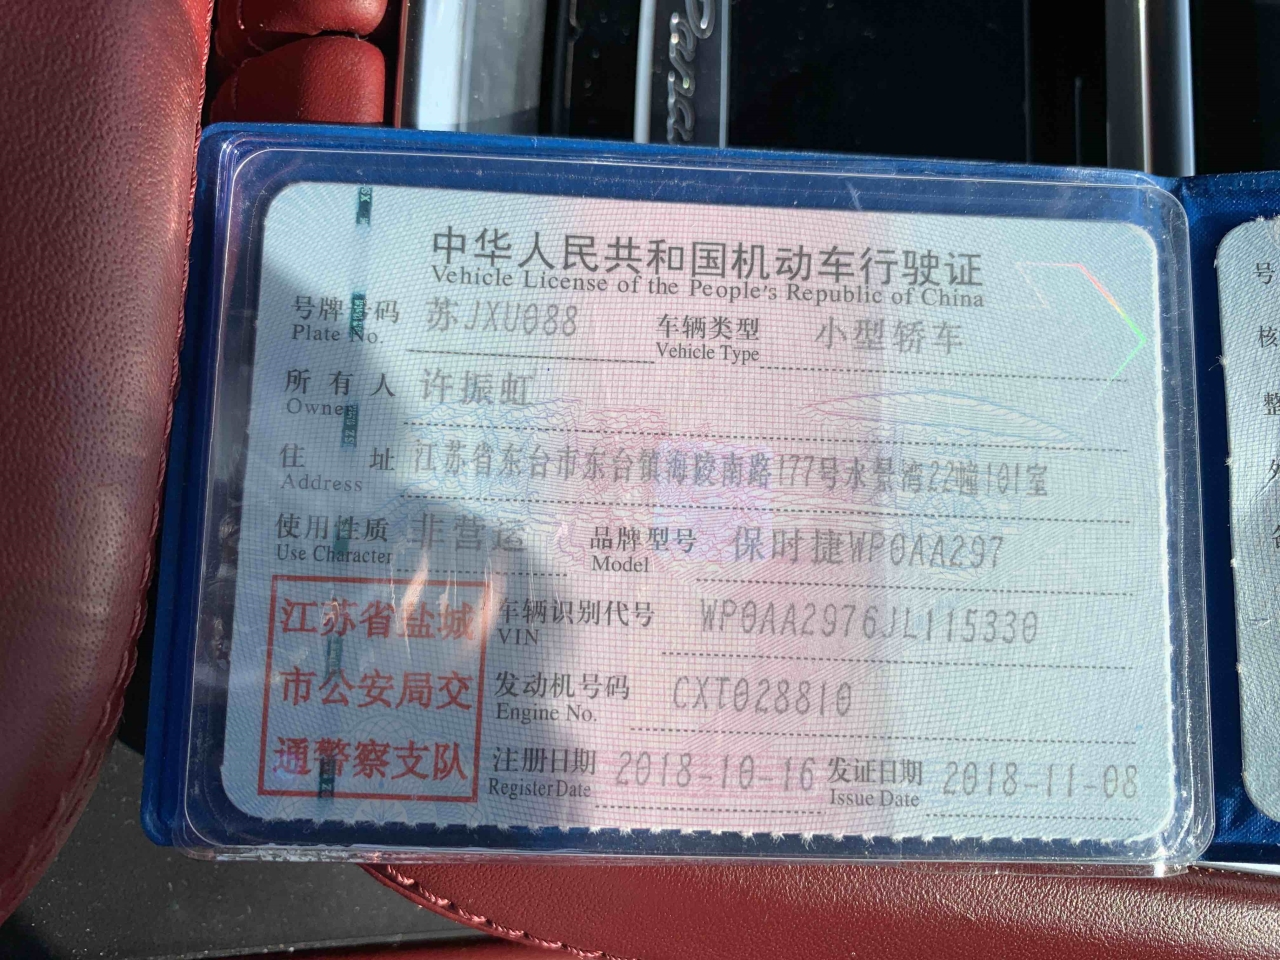 Pana
中华人民共和国机动车行驶证
Vehicle License of the People's Republic of China
号牌号码 苏JXU088 车辆类型 小型轿车
Plate No. Vehicle Type
所有人 许振虹
Owner
住址 江苏省东台市东台镇海陵南路177号水景湾22幢101室
Address
使用性质 非营运 品牌型号 保时捷WP0AA297
Use Character Model
江苏省盐城
市公安局交
通警察支队
车辆识别代号 WP0AA2976JL115330
VIN
发动机号码 CXT028810
Engine No.
注册日期 2018-10-16 发证日期 2018-11-08
Register Date Issue Date
号
核
整